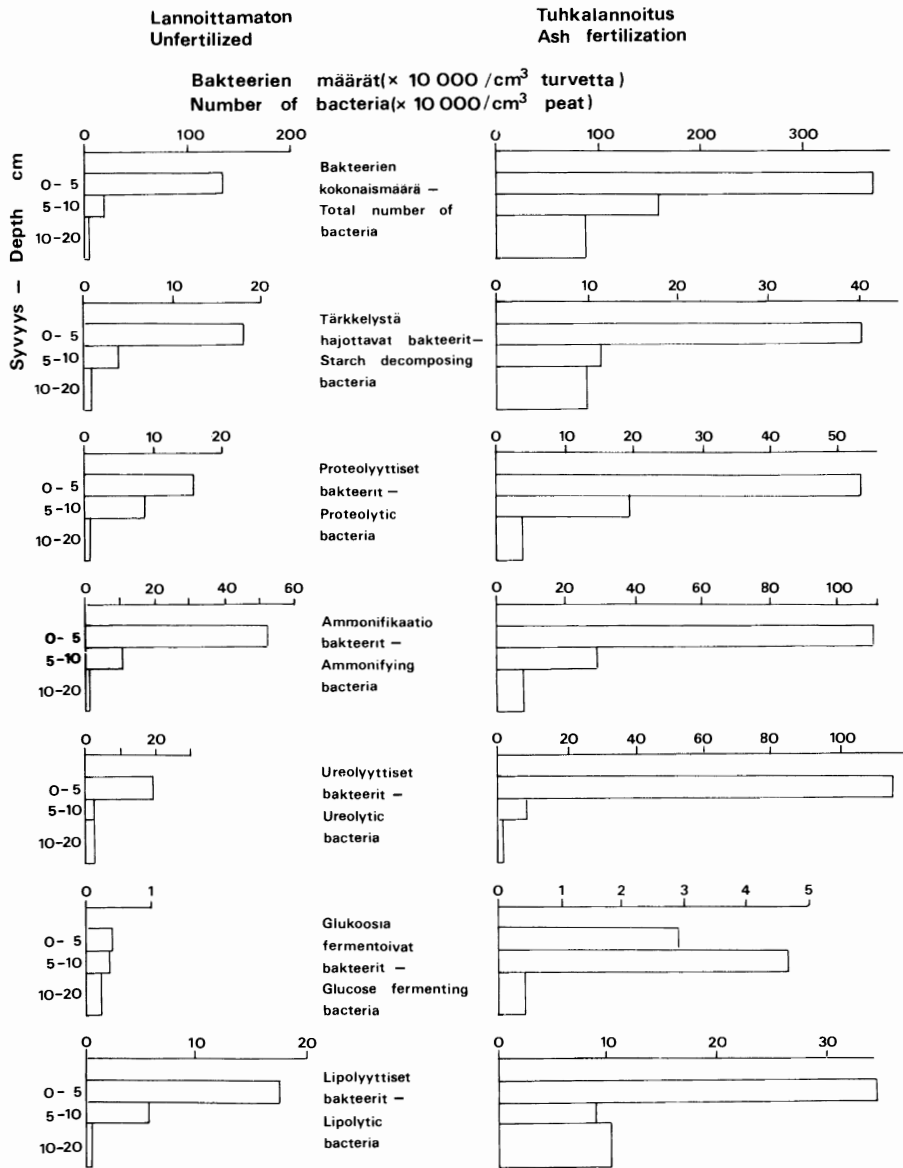 Lannoittamaton
Unfertilized
Tuhkalannoitus
Ash fertilization
Bakteerien määrät(× 10 000 /cm³ turvetta)
Number of bacteria(× 10 000/cm³ peat)
Syvyys — Depth cm
0 100 200
0 100 200 300
0-5
5-10
10-20
Bakteerien
kokonaismäärä —
Total number of
bacteria
0 10 20
0 10 20 30 40
0-5
5-10
10-20
Tärkkelystä
hajottavat bakteerit—
Starch decomposing
bacteria
0 10 20
0 10 20 30 40 50
0-5
5-10
10-20
Proteolyyttiset
bakteerit —
Proteolytic
bacteria
0 20 40 60
0 20 40 60 80 100
0-5
5-10
10-20
Ammonifikaatio
bakteerit —
Ammonifying
bacteria
0 20
0 20 40 60 80 100
0-5
5-10
10-20
Ureolyyttiset
bakteerit —
Ureolytic
bacteria
0 1
0 1 2 3 4 5
0-5
5-10
10-20
Glukoosia
fermentoivat
bakteerit —
Glucose fermenting
bacteria
0 10 20
0 10 20 30
0-5
5-10
10-20
Lipolyyttiset
bakteerit —
Lipolytic
bacteria